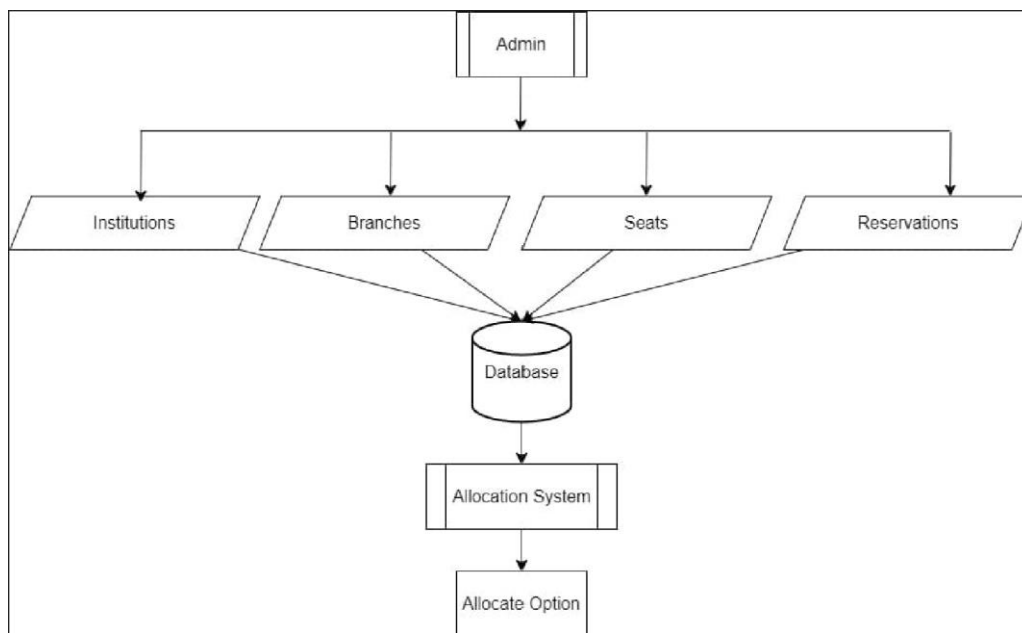 Admin
Institutions
Branches
Seats
Reservations
Database
Allocation System
Allocate Option